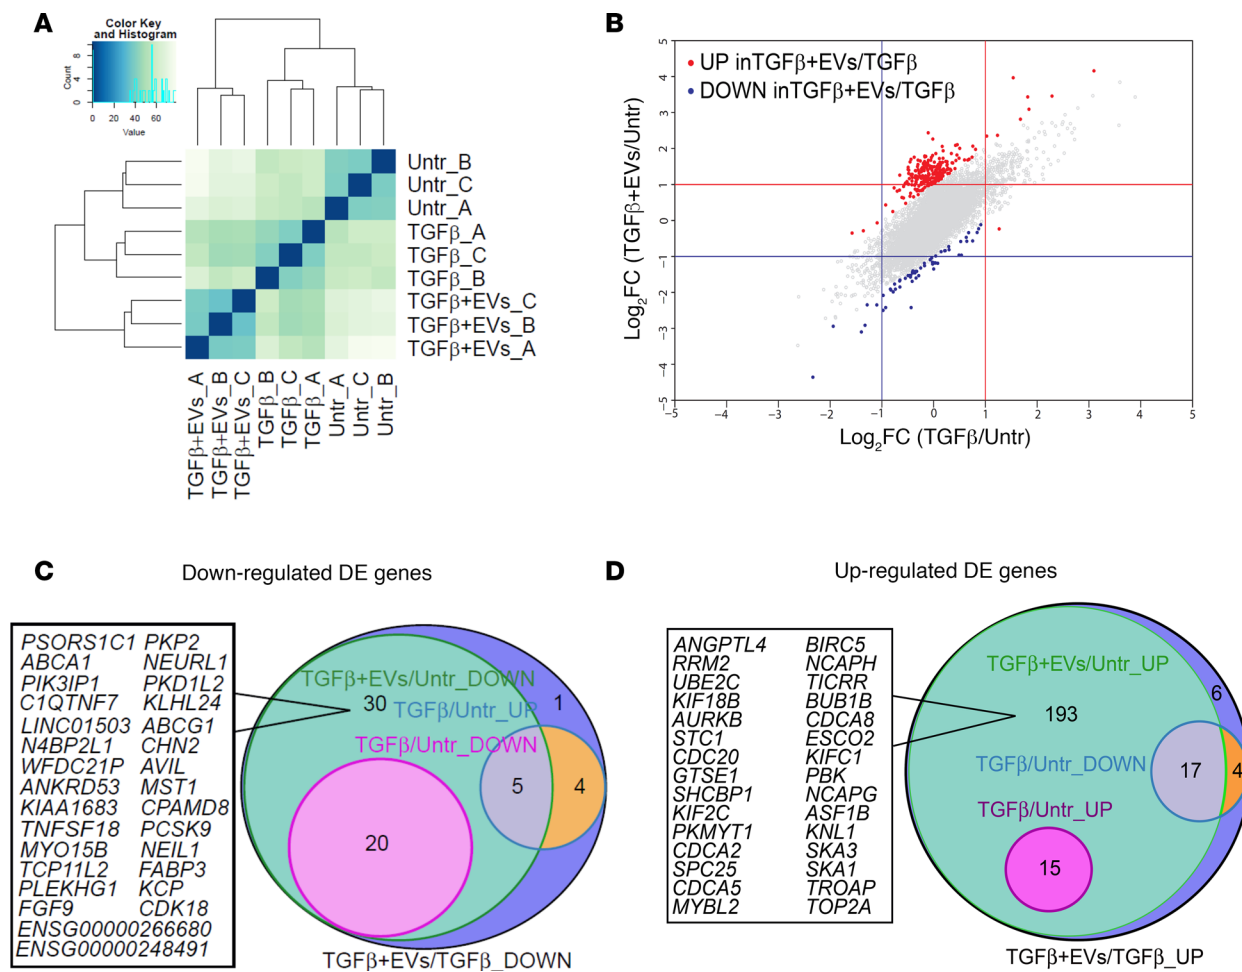 A
Color Key
and Histogram
Count
0 4 8
0 20 40 60
Value
Untr_B
Untr_C
Untr_A
TGFβ_A
TGFβ_C
TGFβ_B
TGFβ+EVs_C
TGFβ+EVs_B
TGFβ+EVs_A
TGFβ+EVs_A
TGFβ+EVs_B
TGFβ+EVs_C
TGFβ_B
TGFβ_C
TGFβ_A
Untr_A
Untr_C
Untr_B
B
UP inTGFβ+EVs/TGFβ
DOWN inTGFβ+EVs/TGFβ
Log2FC (TGFβ+EVs/Untr)
5
4
3
2
1
0
−1
−2
−3
−4
−5
−5 −4 −3 −2 −1 0 1 2 3 4 5
Log2FC (TGFβ/Untr)
C
Down-regulated DE genes
PSORS1C1 PKP2
ABCA1 NEURL1
PIK3IP1 PKD1L2
C1QTNF7 KLHL24
LINC01503 ABCG1
N4BP2L1 CHN2
WFDC21P AVIL
ANKRD53 MST1
KIAA1683 CPAMD8
TNFSF18 PCSK9
MYO15B NEIL1
TCP11L2 FABP3
PLEKHG1 KCP
FGF9 CDK18
ENSG00000266680
ENSG00000248491
TGFβ+EVs/Untr_DOWN
30
1
TGFβ/Untr_UP
TGFβ/Untr_DOWN
5
4
20
TGFβ+EVs/TGFβ_DOWN
D
Up-regulated DE genes
ANGPTL4 BIRC5
RRM2 NCAPH
UBE2C TICRR
KIF18B BUB1B
AURKB CDCA8
STC1 ESCO2
CDC20 KIFC1
GTSE1 PBK
SHCBP1 NCAPG
KIF2C ASF1B
PKMYT1 KNL1
CDCA2 SKA3
SPC25 SKA1
CDCA5 TROAP
MYBL2 TOP2A
TGFβ+EVs/Untr_UP
6
193
TGFβ/Untr_DOWN
17
4
TGFβ/Untr_UP
15
TGFβ+EVs/TGFβ_UP